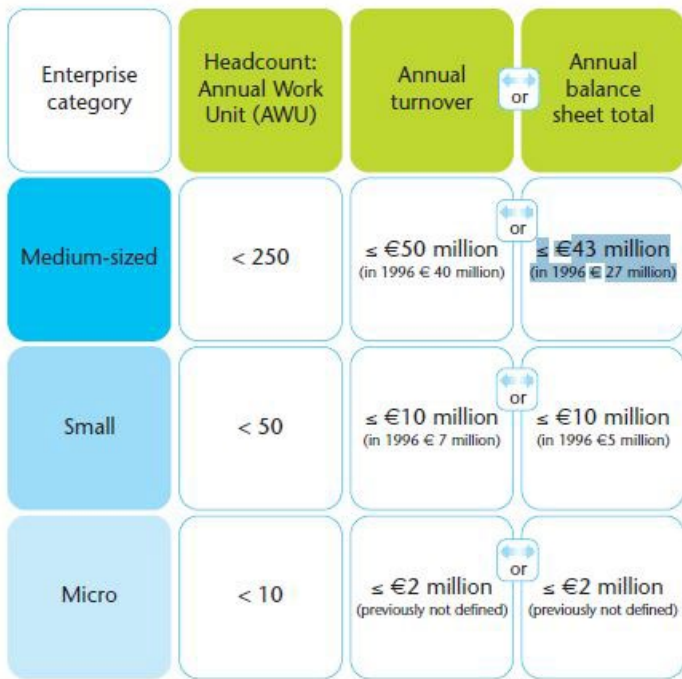 Enterprise
category
Headcount:
Annual Work
Unit (AWU)
Annual
turnover
or
Annual
balance
sheet total
Medium-sized
< 250
≤ €50 million
(in 1996 € 40 million)
or
≤ €43 million
(in 1996 € 27 million)
Small
< 50
≤ €10 million
(in 1996 € 7 million)
or
≤ €10 million
(in 1996 €5 million)
Micro
< 10
≤ €2 million
(previously not defined)
or
≤ €2 million
(previously not defined)